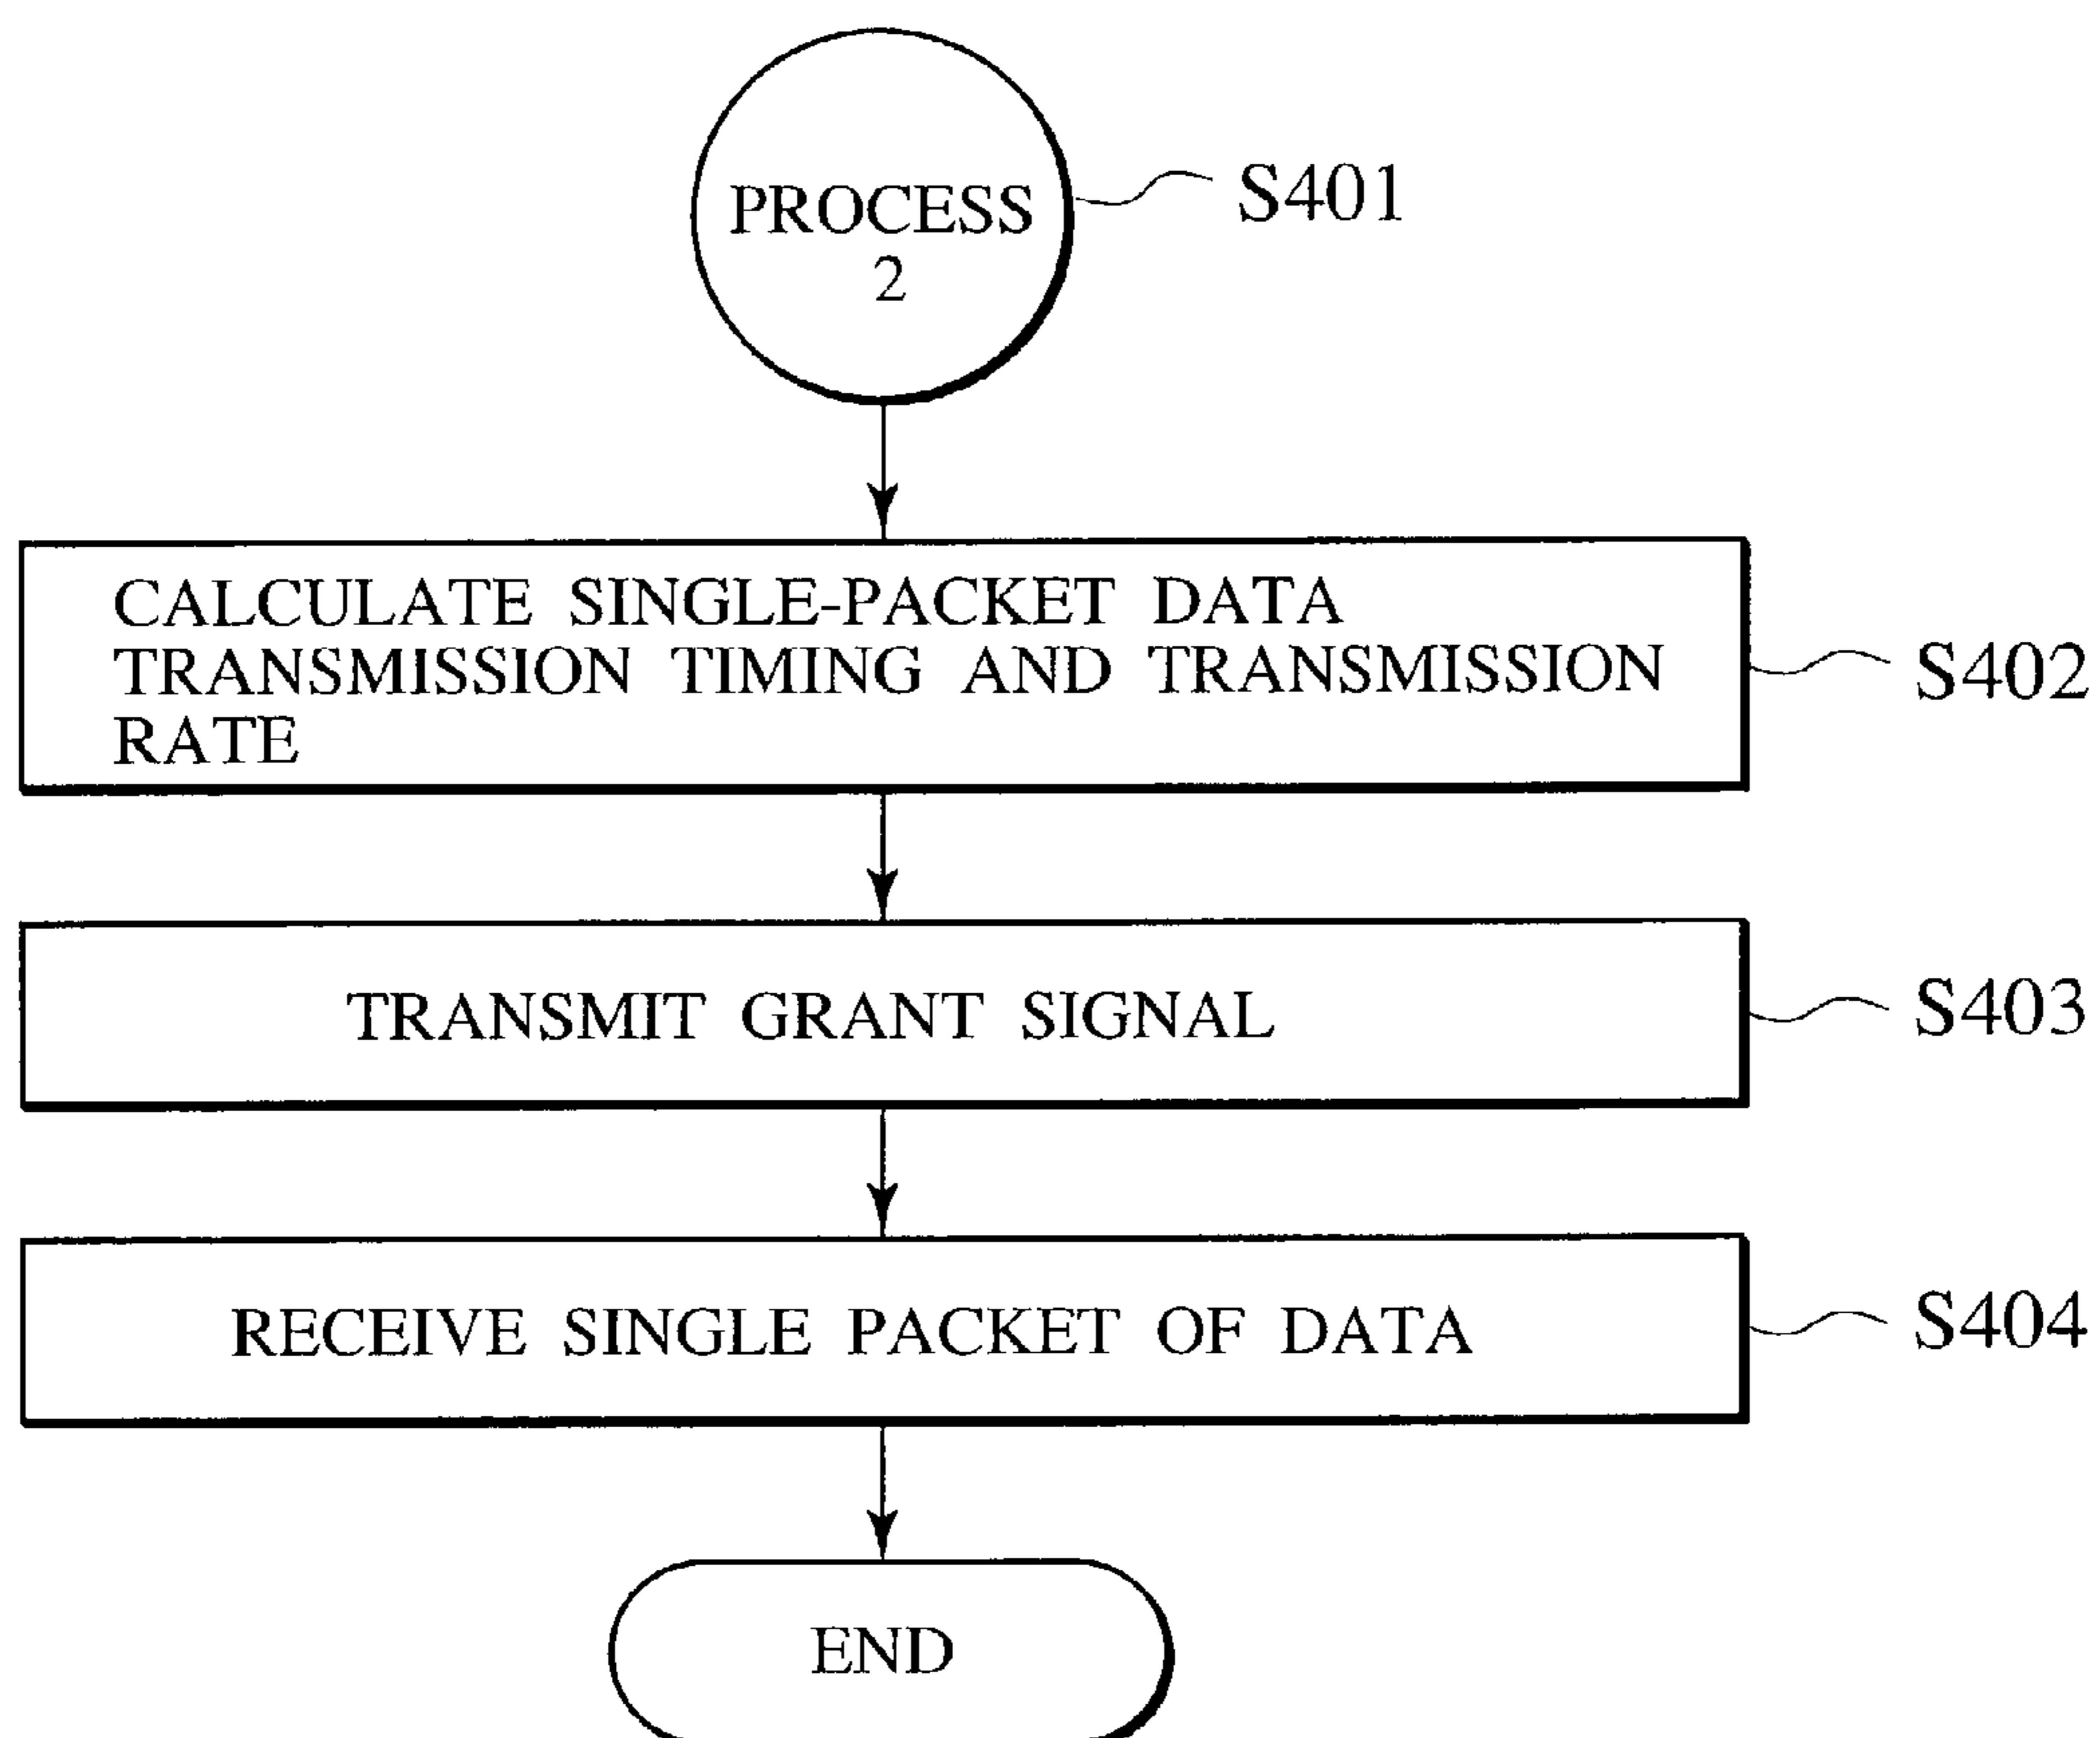 PROCESS
2
S401
CALCULATE SINGLE-PACKET DATA
TRANSMISSION TIMING AND TRANSMISSION
RATE
S402
TRANSMIT GRANT SIGNAL
S403
RECEIVE SINGLE PACKET OF DATA
S404
END